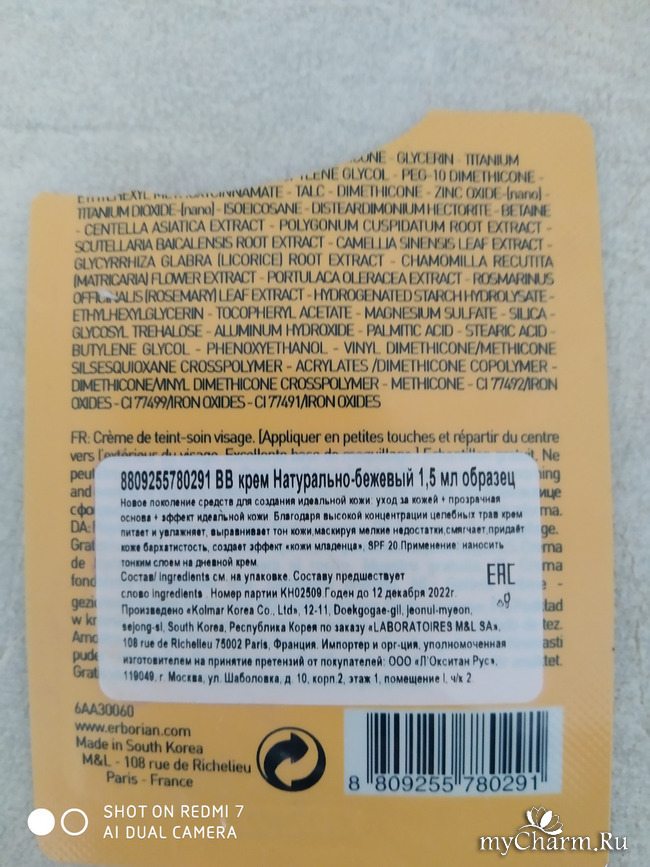 GLYCERIN - TITANIUM
GLYCOL - PEG-10 DIMETHICONE -
- TALC - DIMETHICONE - ZINC OXIDE-(nano)-
TITANIUM DIOXIDE-(nano) - ISOEICOSANE - DISTEARDIMONIUM HECTORITE - BETAINE
- CENTELLA ASIATICA EXTRACT - POLYGONUM CUSPIDATUM ROOT EXTRACT -
SCUTELLARIA BAICALENSIS ROOT EXTRACT - CAMELLIA SINENSIS LEAF EXTRACT -
GLYCYRRHIZA GLABRA (LICORICE) ROOT EXTRACT - CHAMOMILLA RECUTITA
(MATRICARIA) FLOWER EXTRACT - PORTULACA OLERACEA EXTRACT - ROSMARINUS
OFFICINALIS (ROSEMARY) LEAF EXTRACT - HYDROGENATED STARCH HYDROLYSATE -
ETHYLHEXYLGLYCERIN - TOCOPHERYL ACETATE - MAGNESIUM SULFATE - SILICA -
GLYCOSYL TREHALOSE - ALUMINUM HYDROXIDE - PALMITIC ACID - STEARIC ACID -
BUTYLENE GLYCOL - PHENOXYETHANOL - VINYL DIMETHICONE/METHICONE
SILSESQUIOXANE CROSSPOLYMER - ACRYLATES /DIMETHICONE COPOLYMER -
DIMETHICONE/VINYL DIMETHICONE CROSSPOLYMER - METHICONE - CI 77492/IRON
OXIDES - CI 77499/IRON OXIDES - CI 77491/IRON OXIDES
FR: Crème de teint-soin visage. (Appliquer en petites touches et répartir du centre
vers Ne
8809255780291 BB крем Натурально-бежевый 1,5 мл образец
Новое поколение средств для создания идеальной кожи: уход за кожей + прозрачная
основа + эффект идеальной кожи. Благодаря высокой концентрации целебных трав крем
питает и увлажняет, выравнивает тон кожи,маскируя мелкие недостатки,смягчает,придаёт
коже бархатистость, создает эффект «кожи младенца», SPF 20.Применение: наносить
тонким слоем на дневной крем.
Состав/ ingredients см. на упаковке. Составу предшествует
слово ingredients . Номер партии KH02509.Годен до 12 декабря 2022г.
Произведено «Kolmar Korea Co., Ltd», 12-11, Doekgogae-gil, jeonui-myeon,
sejong-si, South Korea, Республика Корея по заказу «LABORATOIRES M&L SA»,
108 rue de Richelieu 75002 Paris, Франция. Импортер и орг-ция, уполномоченная
изготовителем на принятие претензий от покупателей: ООО «Л'Окситан Рус»,
119049, г. Москва, ул. Шаболовка, д. 10, корп.2, этаж 1, помещение I, ч/к 2
EAC
6AA30060
www.erborian.com
Made in South Korea
M&L - 108 rue de Richelieu
Paris - France
8 809255 780291
SHOT ON REDMI 7
AI DUAL CAMERA
myCharm.Ru